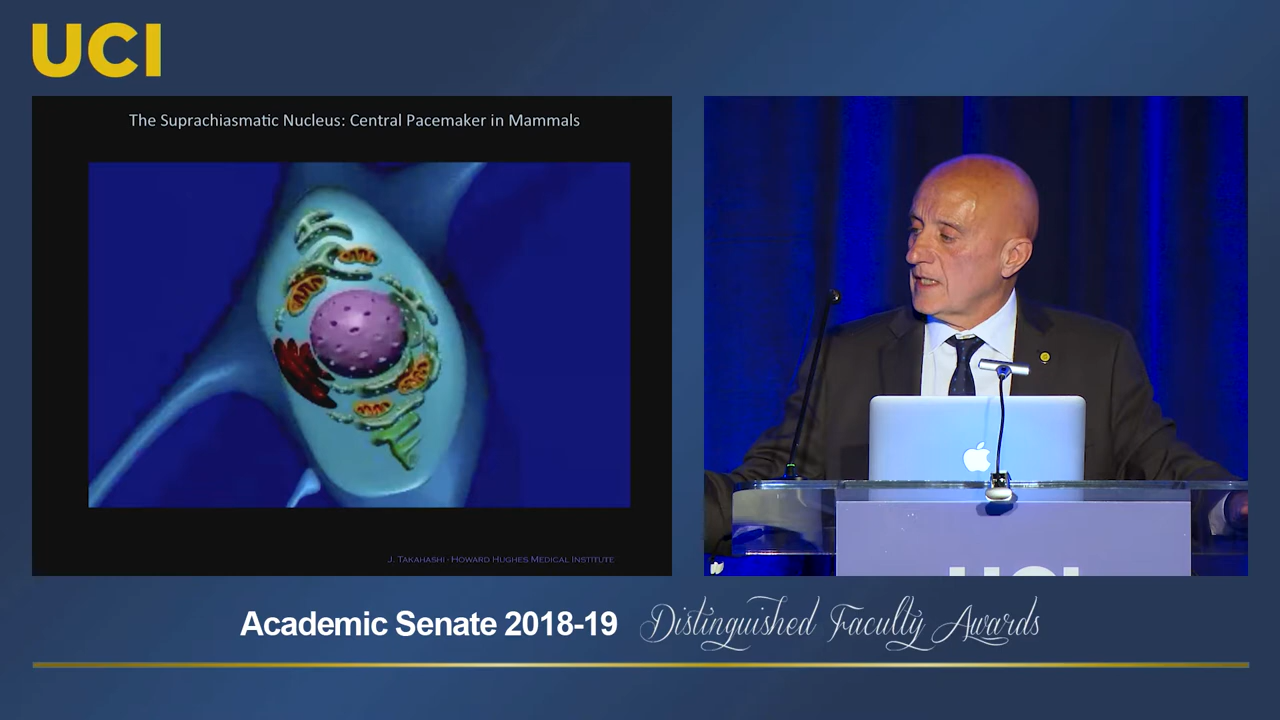 UCI
The Suprachiasmatic Nucleus: Central Pacemaker in Mammals
J. Takahashi - Howard Hughes Medical Institute
UCI
Academic Senate 2018-19 Distinguished Faculty Awards